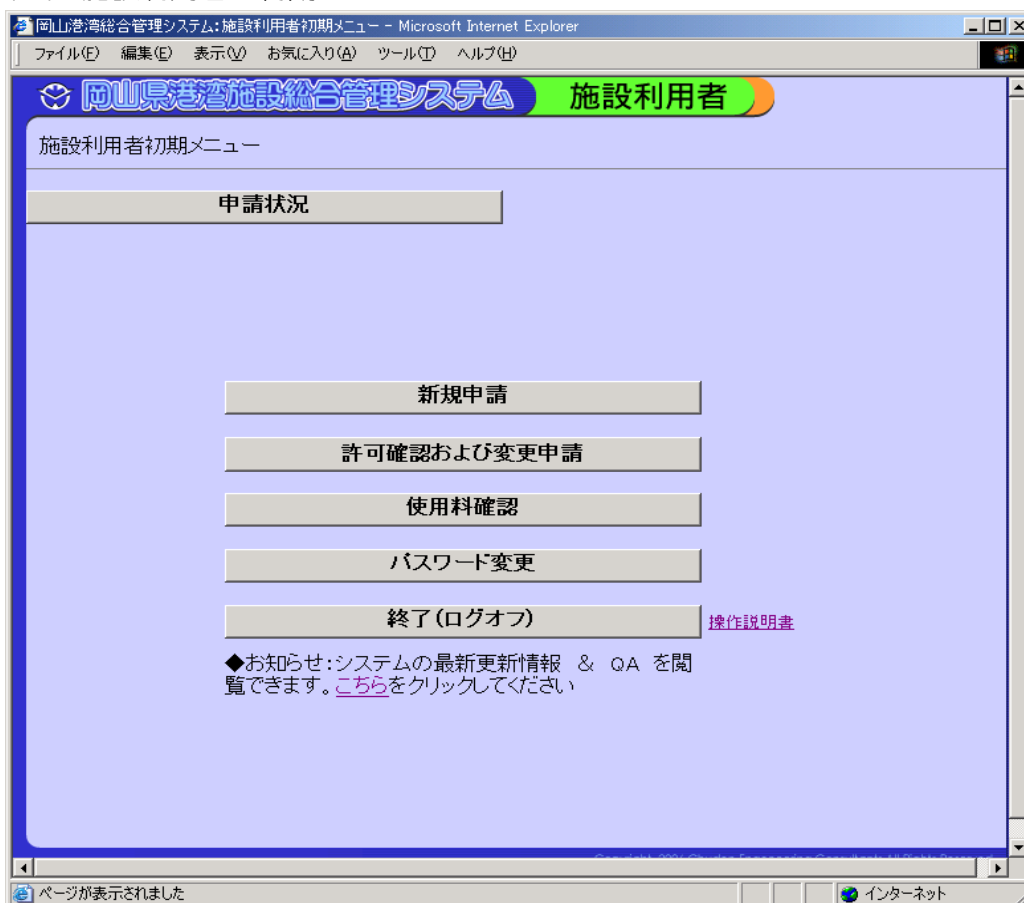 岡山港湾総合管理システム:施設利用者初期メニュー - Microsoft Internet Explorer
ファイル(F) 編集(E) 表示(V) お気に入り(A) ツール(T) ヘルプ(H)
岡山県港湾施設総合管理システム 施設利用者
施設利用者初期メニュー
申請状況
新規申請
許可確認および変更申請
使用料確認
パスワード変更
終了(ログオフ) 操作説明書
◆お知らせ:システムの最新更新情報 & QA を閲
覧できます。こちらをクリックしてください
ページが表示されました インターネット